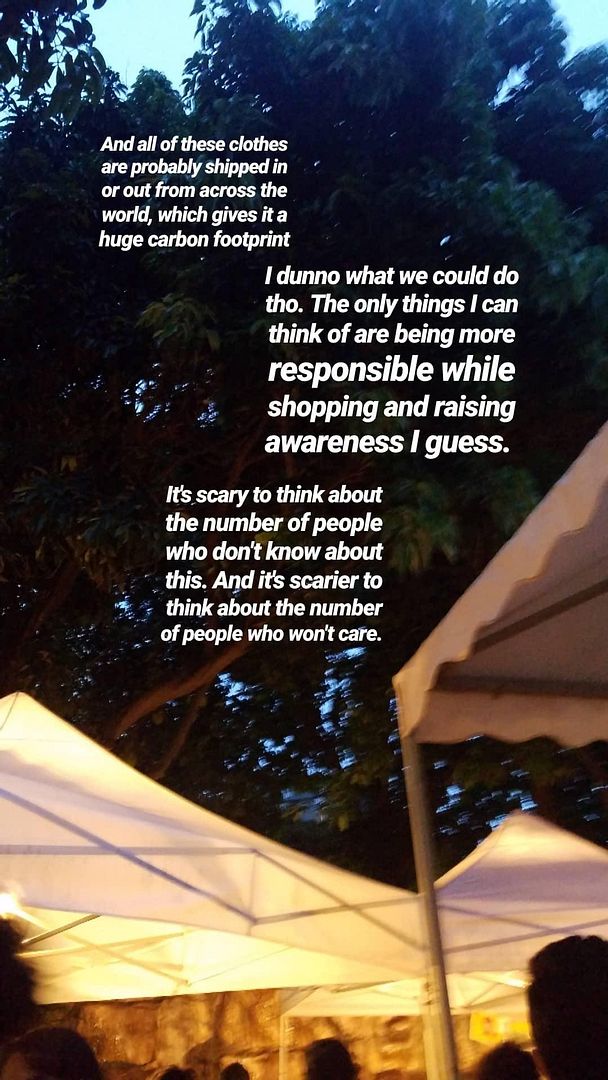 And all of these clothes
are probably shipped in
or out from across the
world, which gives it a
huge carbon footprint
I dunno what we could do
tho. The only things I can
think of are being more
responsible while
shopping and raising
awareness I guess.
It's scary to think about
the number of people
who don't know about
this. And it's scarier to
think about the number
of people who won't care.